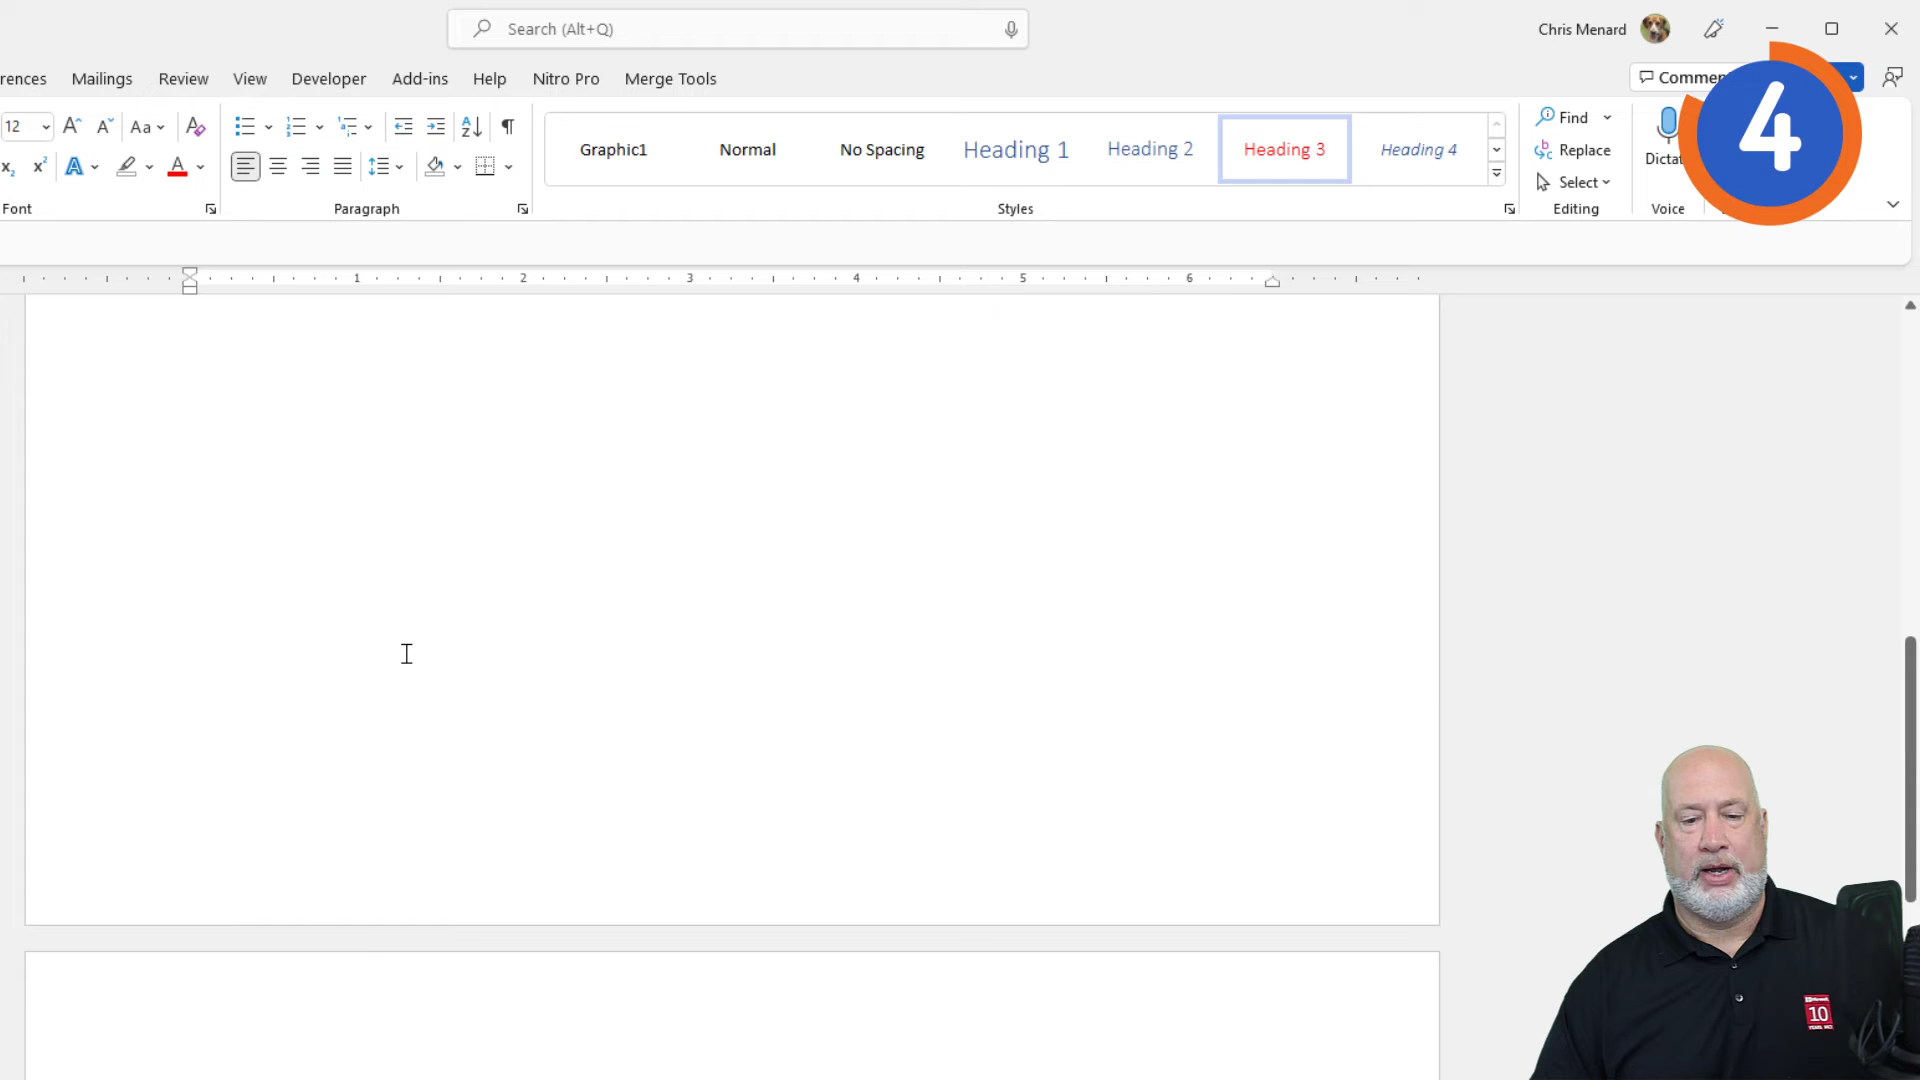 Search (Alt+Q)
Chris Menard
rences Mailings Review View Developer Add-ins Help Nitro Pro Merge Tools
Commen
4
12 Aa
Graphic1 Normal No Spacing Heading 1 Heading 2 Heading 3 Heading 4
Find
Replace
Select
Dictat
Font Paragraph Styles Editing Voice
1 2 3 4 5 6
10